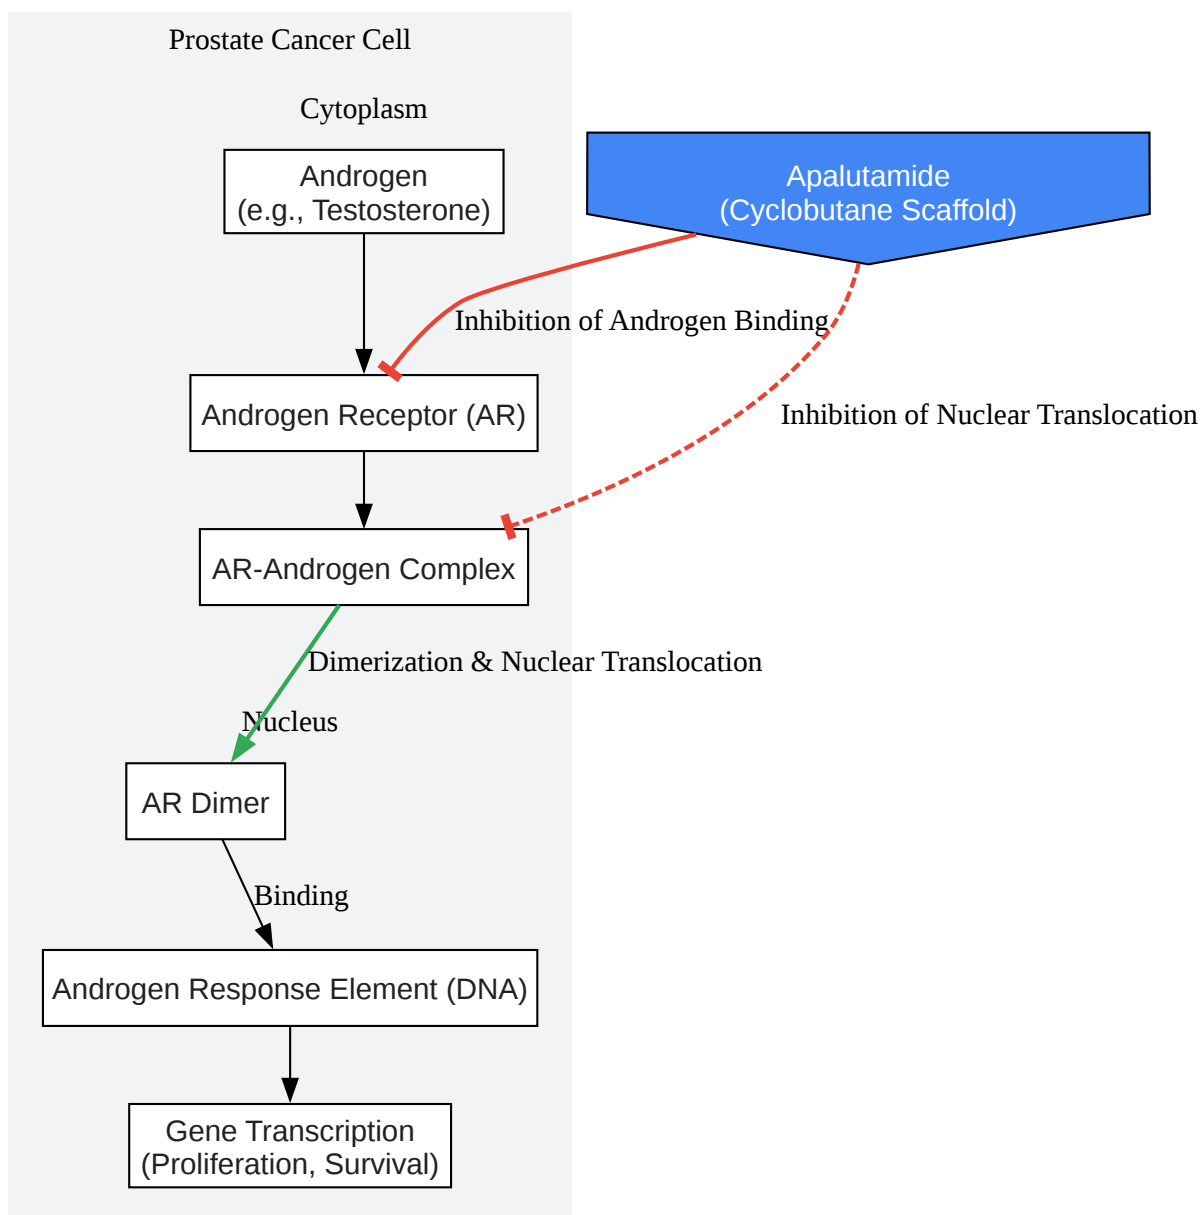 Prostate Cancer Cell
Cytoplasm
Androgen
(e.g., Testosterone)
Apalutamide
(Cyclobutane Scaffold)
Inhibition of Androgen Binding
Androgen Receptor (AR)
Inhibition of Nuclear Translocation
AR-Androgen Complex
Dimerization & Nuclear Translocation
Nucleus
AR Dimer
Binding
Androgen Response Element (DNA)
Gene Transcription
(Proliferation, Survival)